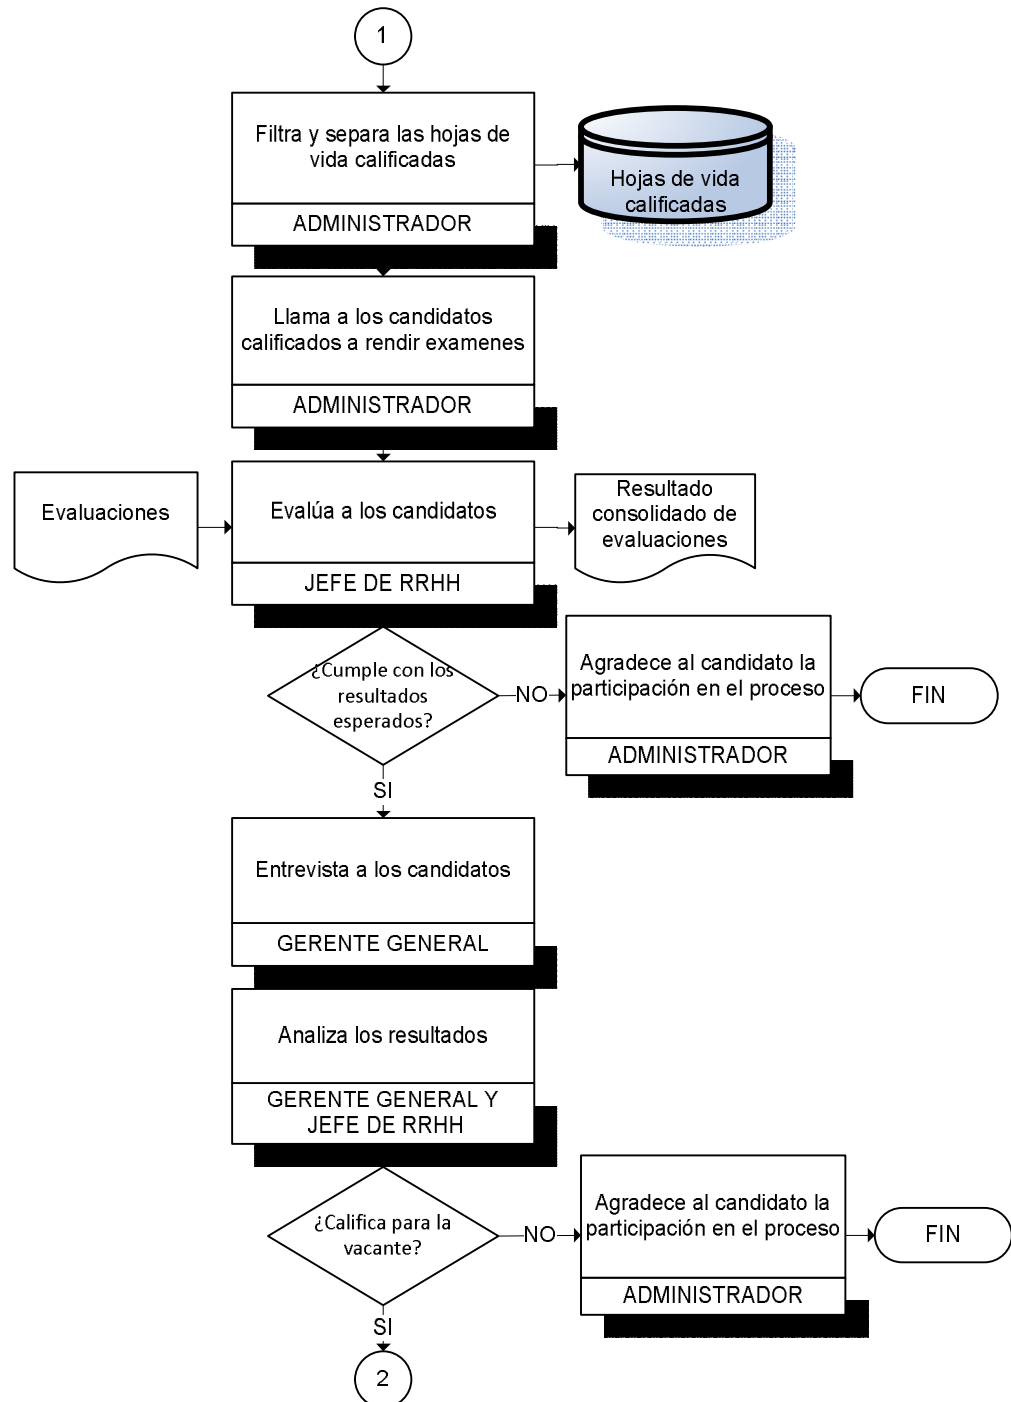 1
Filtra y separa las hojas de
vida calificadas
ADMINISTRADOR
Hojas de vida
calificadas
Llama a los candidatos
calificados a rendir examenes
ADMINISTRADOR
Evaluaciones
Evalúa a los candidatos
JEFE DE RRHH
Resultado
consolidado de
evaluaciones
¿Cumple con los
resultados
esperados?
NO
Agradece al candidato la
participación en el proceso
ADMINISTRADOR
FIN
SI
Entrevista a los candidatos
GERENTE GENERAL
Analiza los resultados
GERENTE GENERAL Y
JEFE DE RRHH
¿Califica para la
vacante?
NO
Agradece al candidato la
participación en el proceso
ADMINISTRADOR
FIN
SI
2